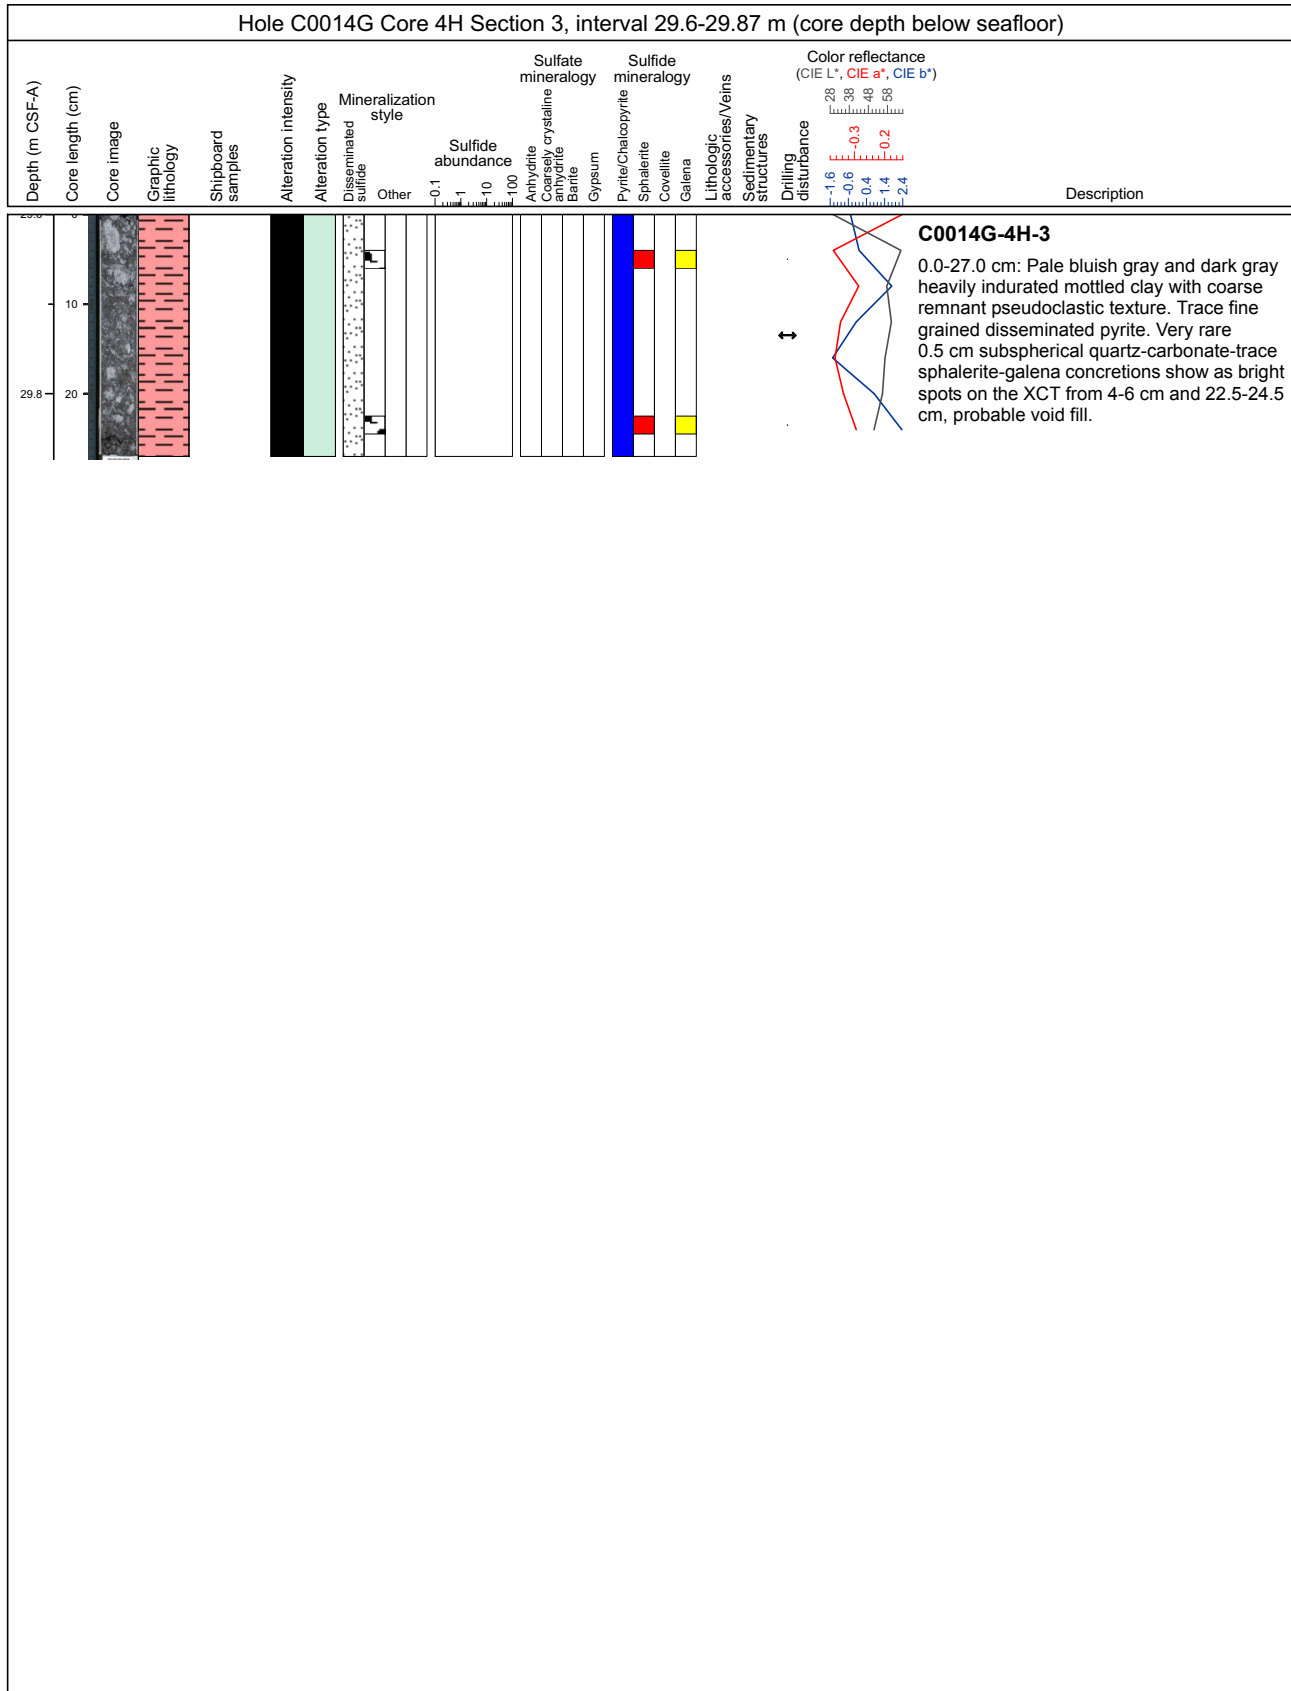 Hole C0014G Core 4H Section 3, interval 29.6-29.87 m (core depth below seafloor)
Depth (m CSF-A)
Core length (cm)
Core image
Graphic
lithology
Shipboard
samples
Alteration intensity
Alteration type
Mineralization
style
Disseminated
sulfide
Other
Sulfide
abundance
0.1
1
10
100
Sulfate
mineralogy
Anhydrite
Coarsely crystaline
anhydrite
Barite
Gypsum
Sulfide
mineralogy
Pyrite/Chalcopyrite
Sphalerite
Covellite
Galena
Lithologic
accessories/Veins
Sedimentary
structures
Drilling
disturbance
Color reflectance
(CIE L*, CIE a*, CIE b*)
28
38
48
58
-0.3
0.2
-1.6
-0.6
0.4
1.4
2.4
Description
10
29.8
20
C0014G-4H-3
0.0-27.0 cm: Pale bluish gray and dark gray
heavily indurated mottled clay with coarse
remnant pseudoclastic texture. Trace fine
grained disseminated pyrite. Very rare
0.5 cm subspherical quartz-carbonate-trace
sphalerite-galena concretions show as bright
spots on the XCT from 4-6 cm and 22.5-24.5
cm, probable void fill.